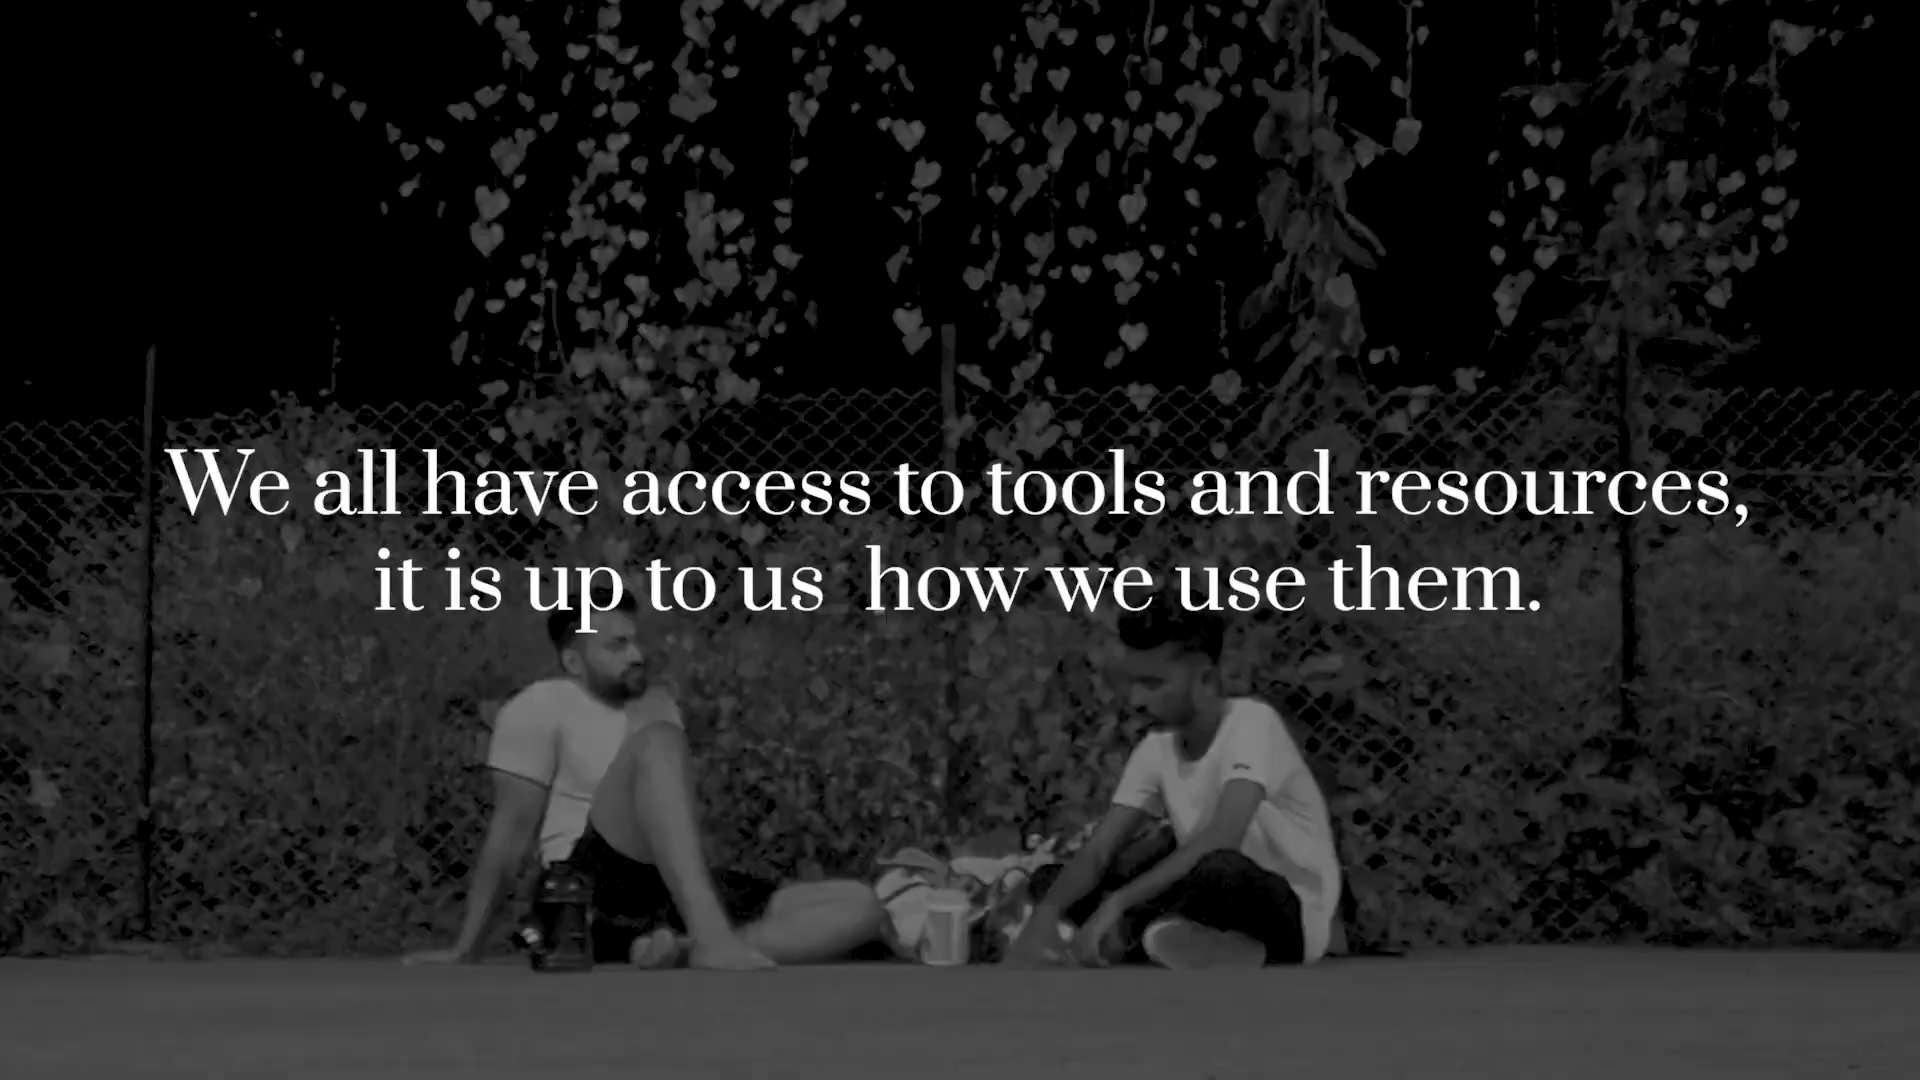 We all have access to tools and resources,
it is up to us  how we use them.